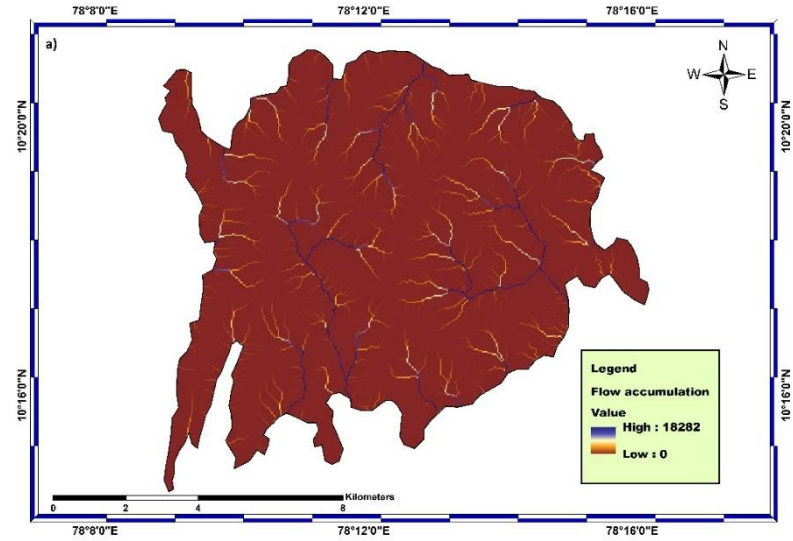 78°8'0"E 78°12'0"E 78°16'0"E
a)
N
W E
S
10°20'0"N 10°20'0"N
10°16'0"N 10°16'0"N
Legend
Flow accumulation
Value
High : 18282
Low : 0
Kilometers
0 2 4 8
78°8'0"E 78°12'0"E 78°16'0"E